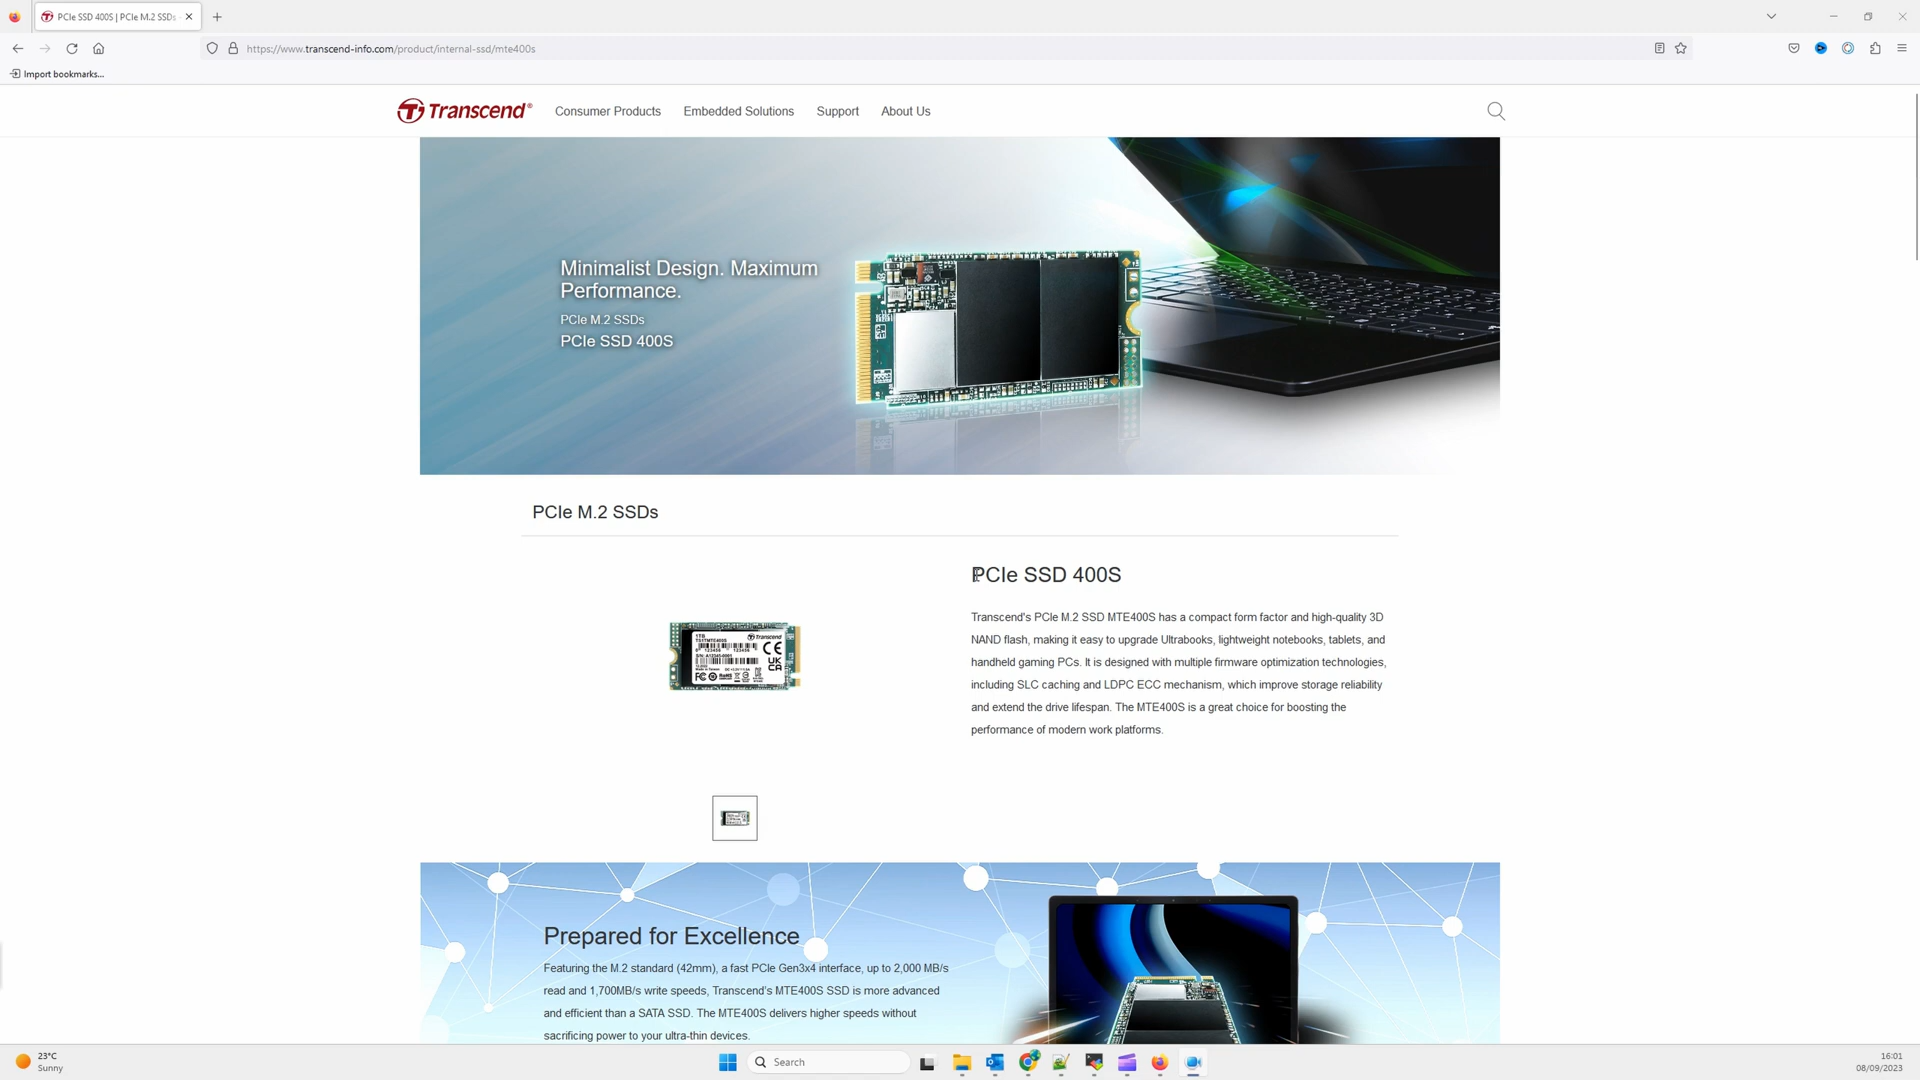 PCIe SSD 400S | PCIe M.2 SSDs
https://www.transcend-info.com/product/internal-ssd/mte400s
Import bookmarks...
Transcend®
Consumer Products
Embedded Solutions
Support
About Us
Minimalist Design. Maximum
Performance.
PCIe M.2 SSDs
PCIe SSD 400S
PCIe M.2 SSDs
PCIe SSD 400S
Transcend's PCIe M.2 SSD MTE400S has a compact form factor and high-quality 3D
NAND flash, making it easy to upgrade Ultrabooks, lightweight notebooks, tablets, and
handheld gaming PCs. It is designed with multiple firmware optimization technologies,
including SLC caching and LDPC ECC mechanism, which improve storage reliability
and extend the drive lifespan. The MTE400S is a great choice for boosting the
performance of modern work platforms.
1TB
Transcend
TS1TMTE400S
UK
CA
Prepared for Excellence
Featuring the M.2 standard (42mm), a fast PCIe Gen3x4 interface, up to 2,000 MB/s
read and 1,700MB/s write speeds, Transcend's MTE400S SSD is more advanced
and efficient than a SATA SSD. The MTE400S delivers higher speeds without
sacrificing power to your ultra-thin devices.
23°C
Sunny
Search
16:01
08/09/2023